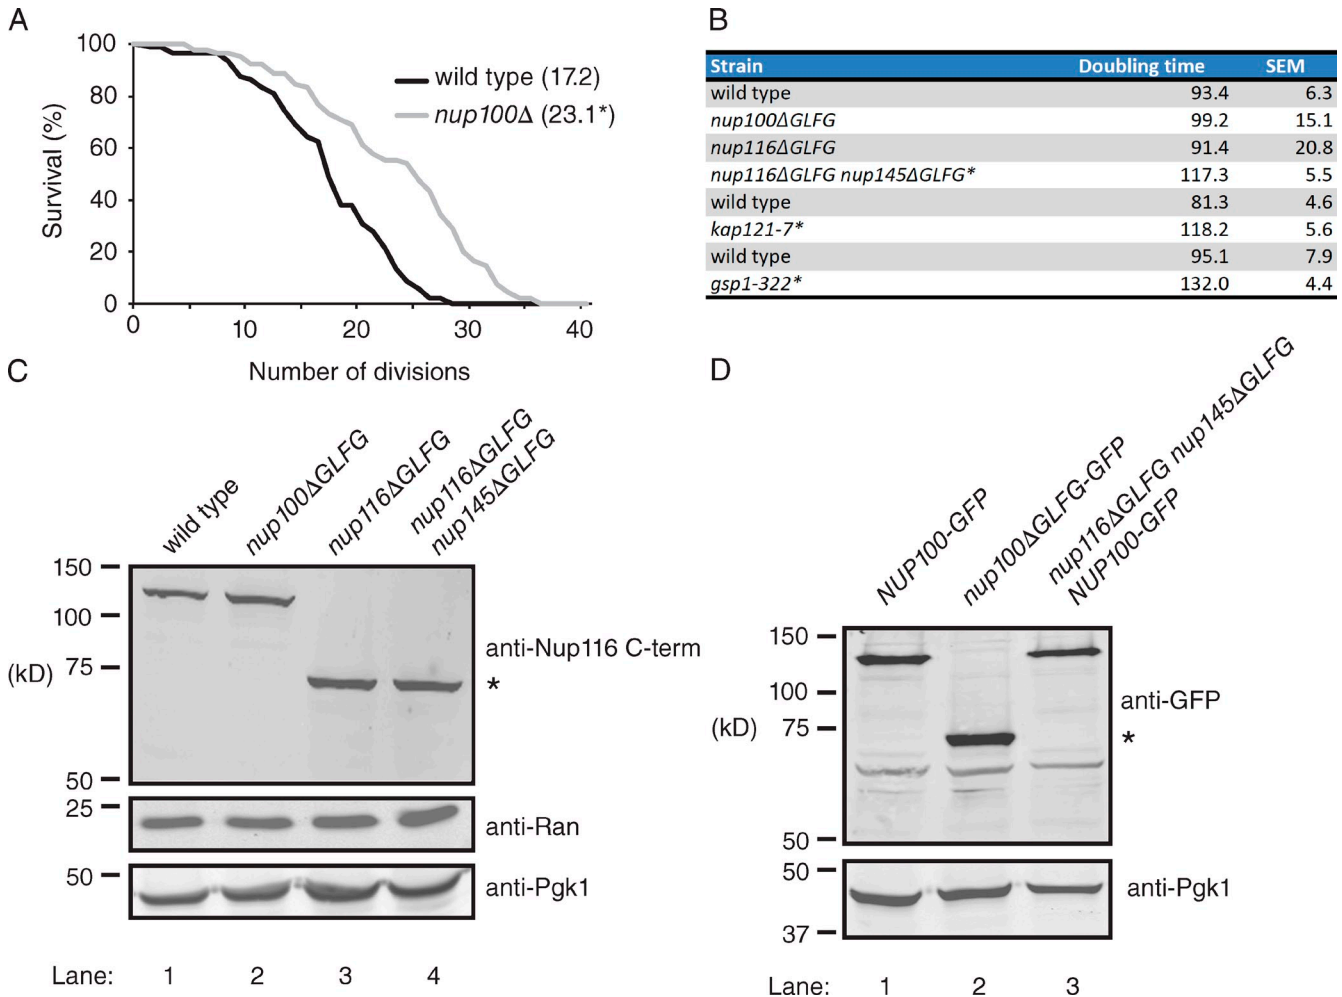 A
100
80
60
40
20
0
Survival (%)
wild type (17.2)
nup100Δ (23.1*)
0 10 20 30 40
Number of divisions
B
Strain Doubling time SEM
wild type 93.4 6.3
nup100ΔGLFG 99.2 15.1
nup116ΔGLFG 91.4 20.8
nup116ΔGLFG nup145ΔGLFG* 117.3 5.5
wild type 81.3 4.6
kap121-7* 118.2 5.6
wild type 95.1 7.9
gsp1-322* 132.0 4.4
C
wild type
nup100ΔGLFG
nup116ΔGLFG
nup116ΔGLFG
nup145ΔGLFG
150
100
75
(kD)
50
anti-Nup116 C-term
*
25
anti-Ran
50
anti-Pgk1
Lane: 1 2 3 4
D
NUP100-GFP
nup100ΔGLFG-GFP
nup116ΔGLFG nup145ΔGLFG
NUP100-GFP
150
100
75
(kD)
50
anti-GFP
*
50
37
anti-Pgk1
Lane: 1 2 3